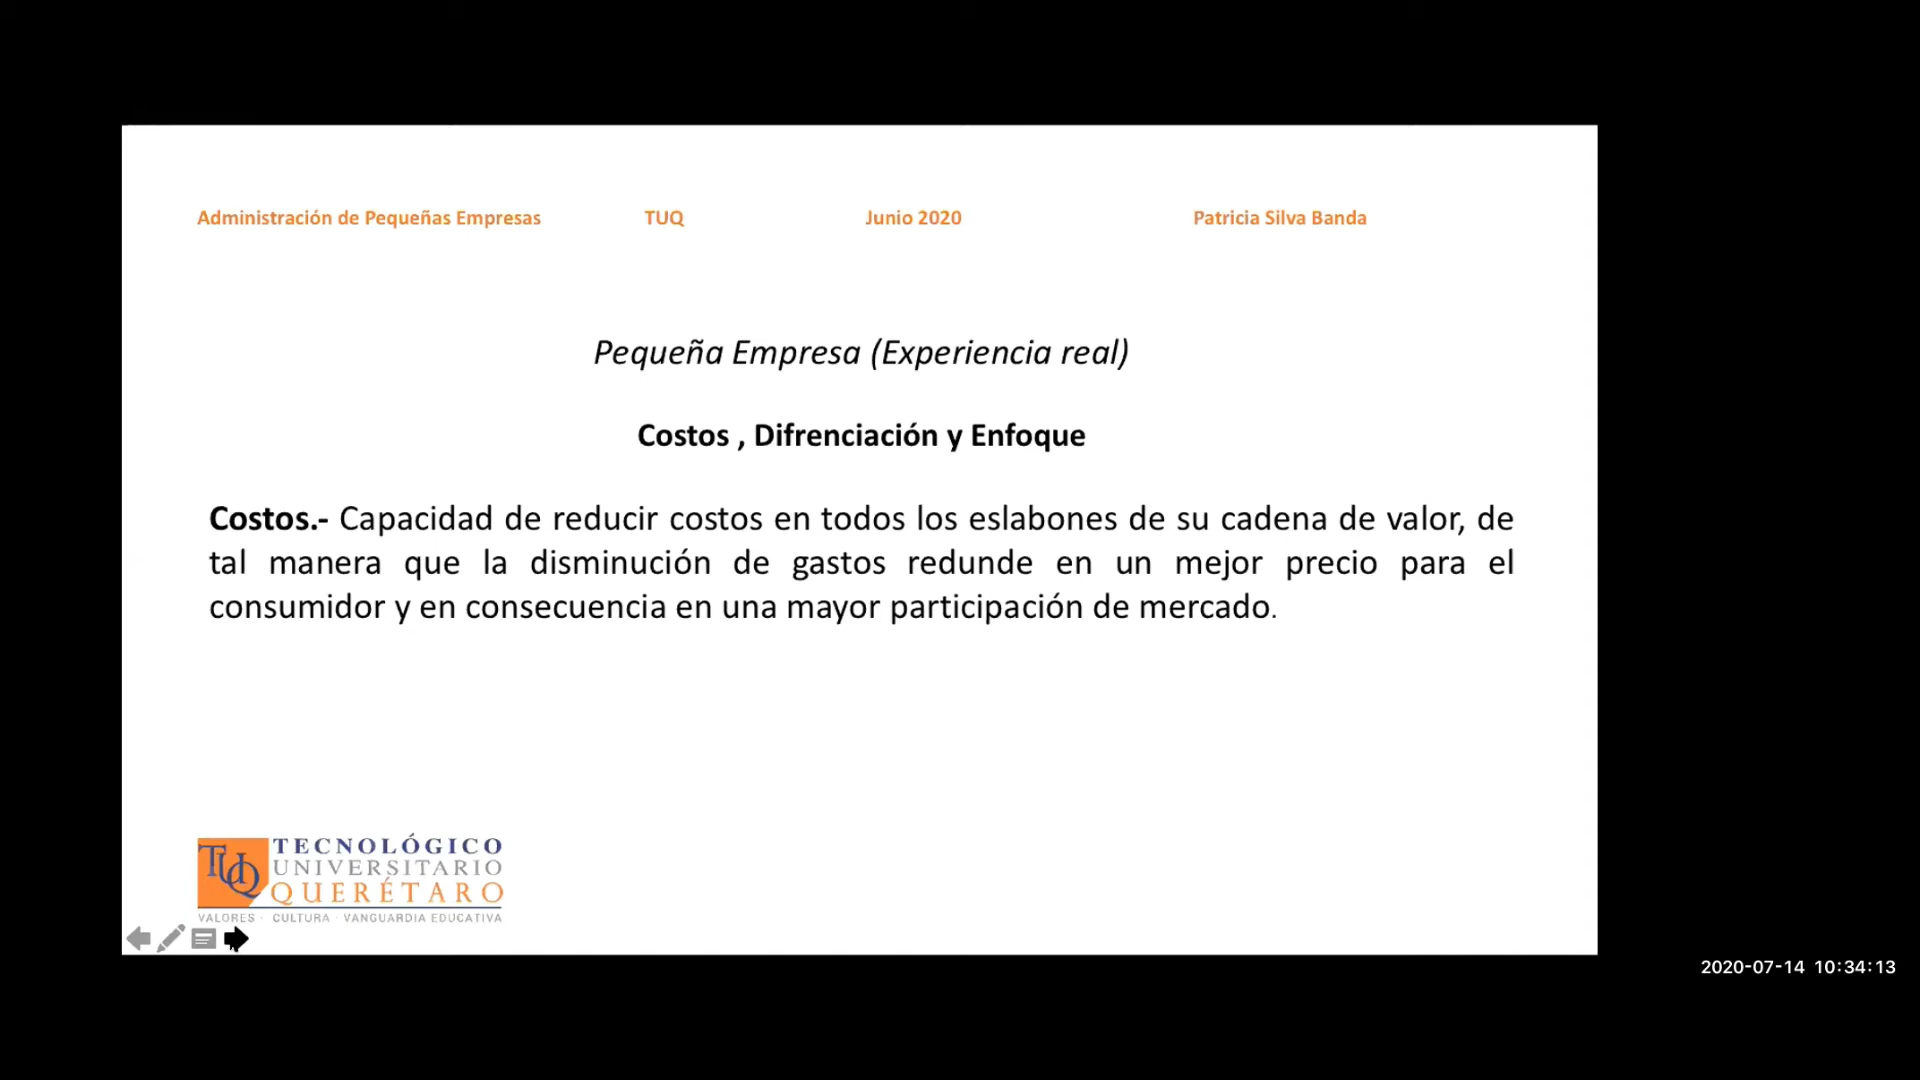 Administración de Pequeñas Empresas TUQ Junio 2020 Patricia Silva Banda
Pequeña Empresa (Experiencia real)
Costos , Difrenciación y Enfoque
Costos.- Capacidad de reducir costos en todos los eslabones de su cadena de valor, de
tal manera que la disminución de gastos redunde en un mejor precio para el
consumidor y en consecuencia en una mayor participación de mercado.
TUQ
TECNOLÓGICO
UNIVERSITARIO
QUERÉTARO
VALORES · CULTURA · VANGUARDIA EDUCATIVA
2020-07-14 10:34:13